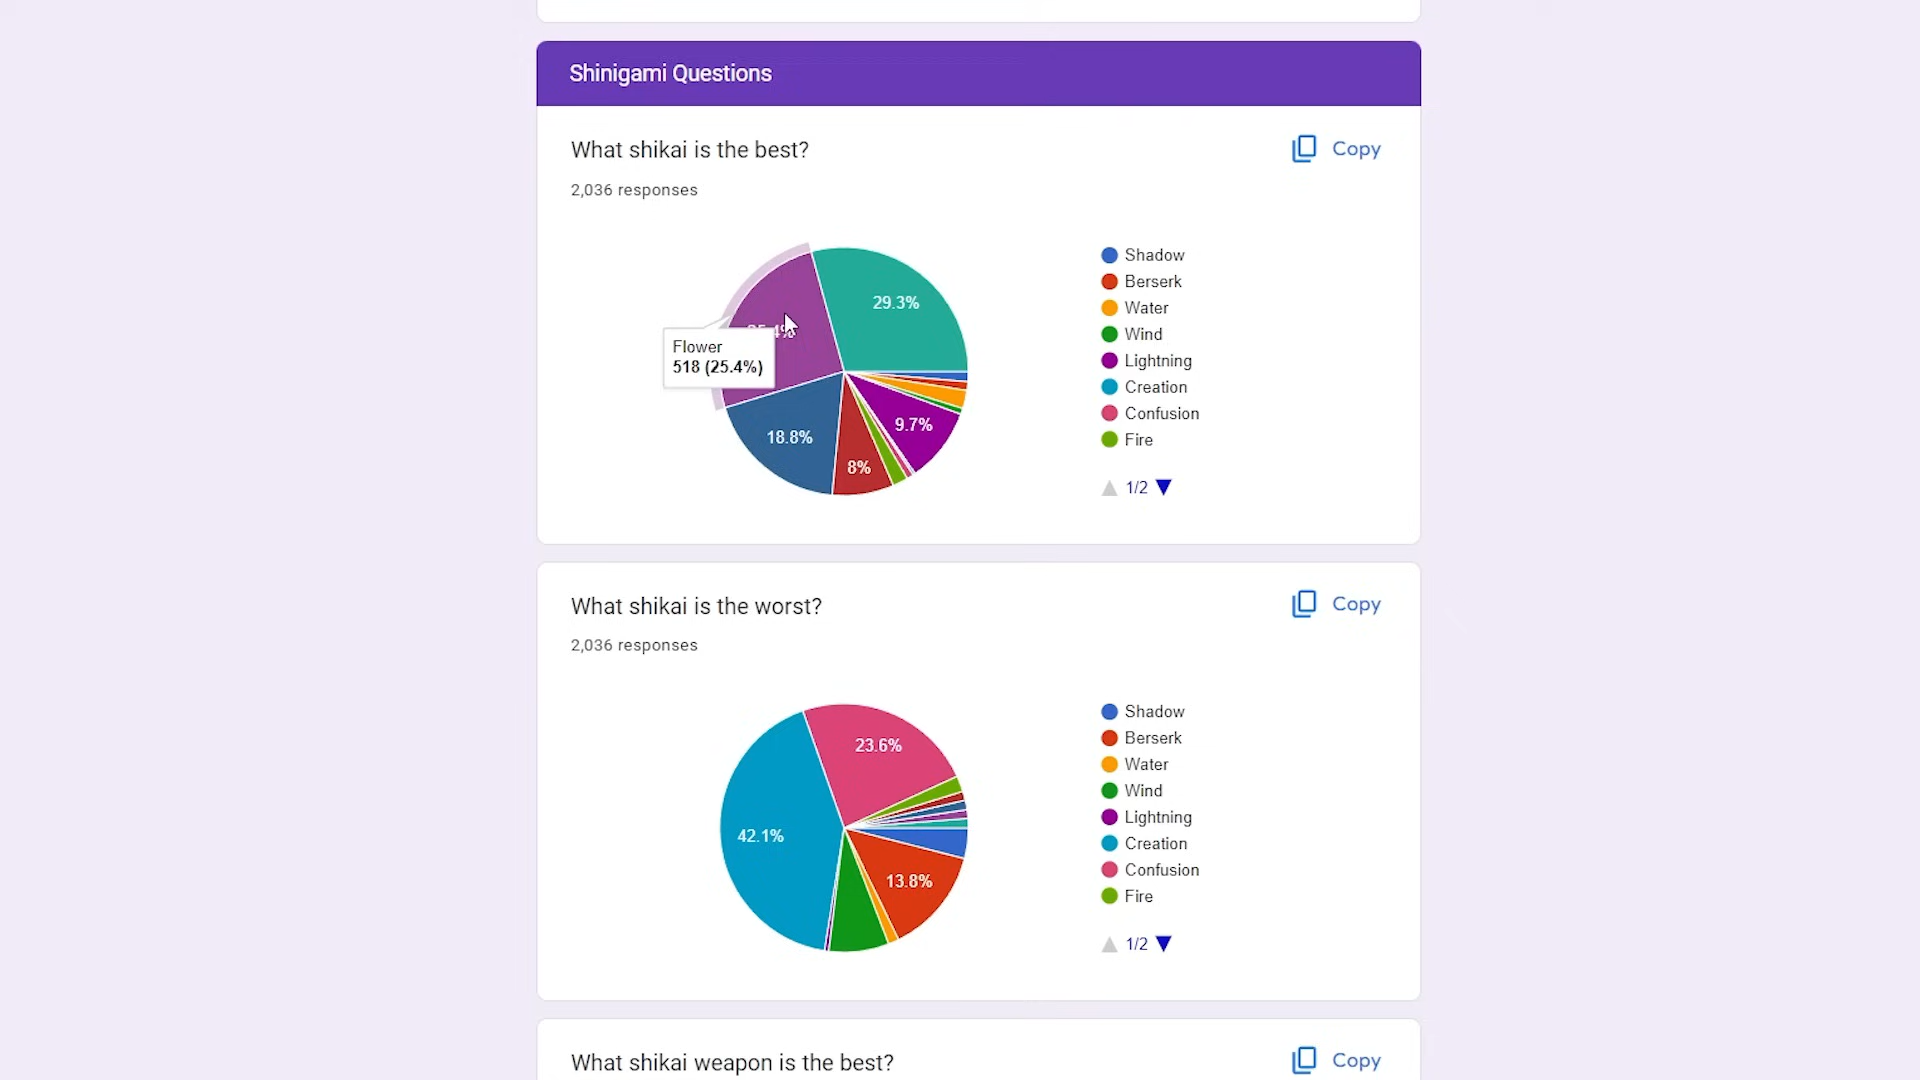 Shinigami Questions
What shikai is the best?
Copy
2,036 responses
29.3%
25.4%
Flower
518 (25.4%)
18.8%
8%
9.7%
Shadow
Berserk
Water
Wind
Lightning
Creation
Confusion
Fire
1/2
What shikai is the worst?
Copy
2,036 responses
23.6%
42.1%
13.8%
Shadow
Berserk
Water
Wind
Lightning
Creation
Confusion
Fire
1/2
What shikai weapon is the best?
Copy